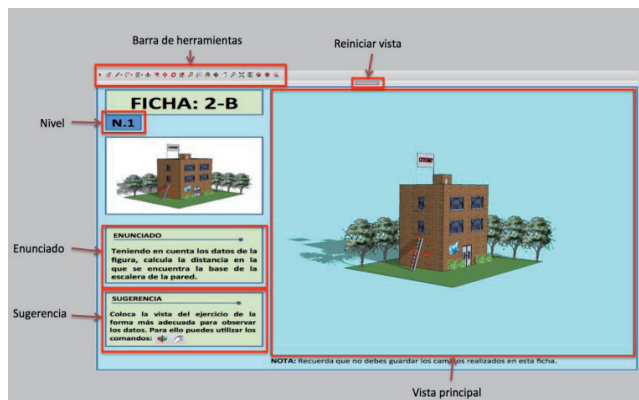 Barra de herramientas
Reiniciar vista
FICHA: 2-B
Nivel
N.1
ENUNCIADO
Enunciado
Teniendo en cuenta los datos de la
figura, calcula la distancia en la
que se encuentra la base de la
escalera de la pared.
SUGERENCIA
Sugerencia
Coloca la vista del ejercicio de la
forma más adecuada para observar
los datos. Para ello puedes utilizar los
comandos:
NOTA: Recuerda que no debes guardar los cambios realizados en esta ficha.
Vista principal